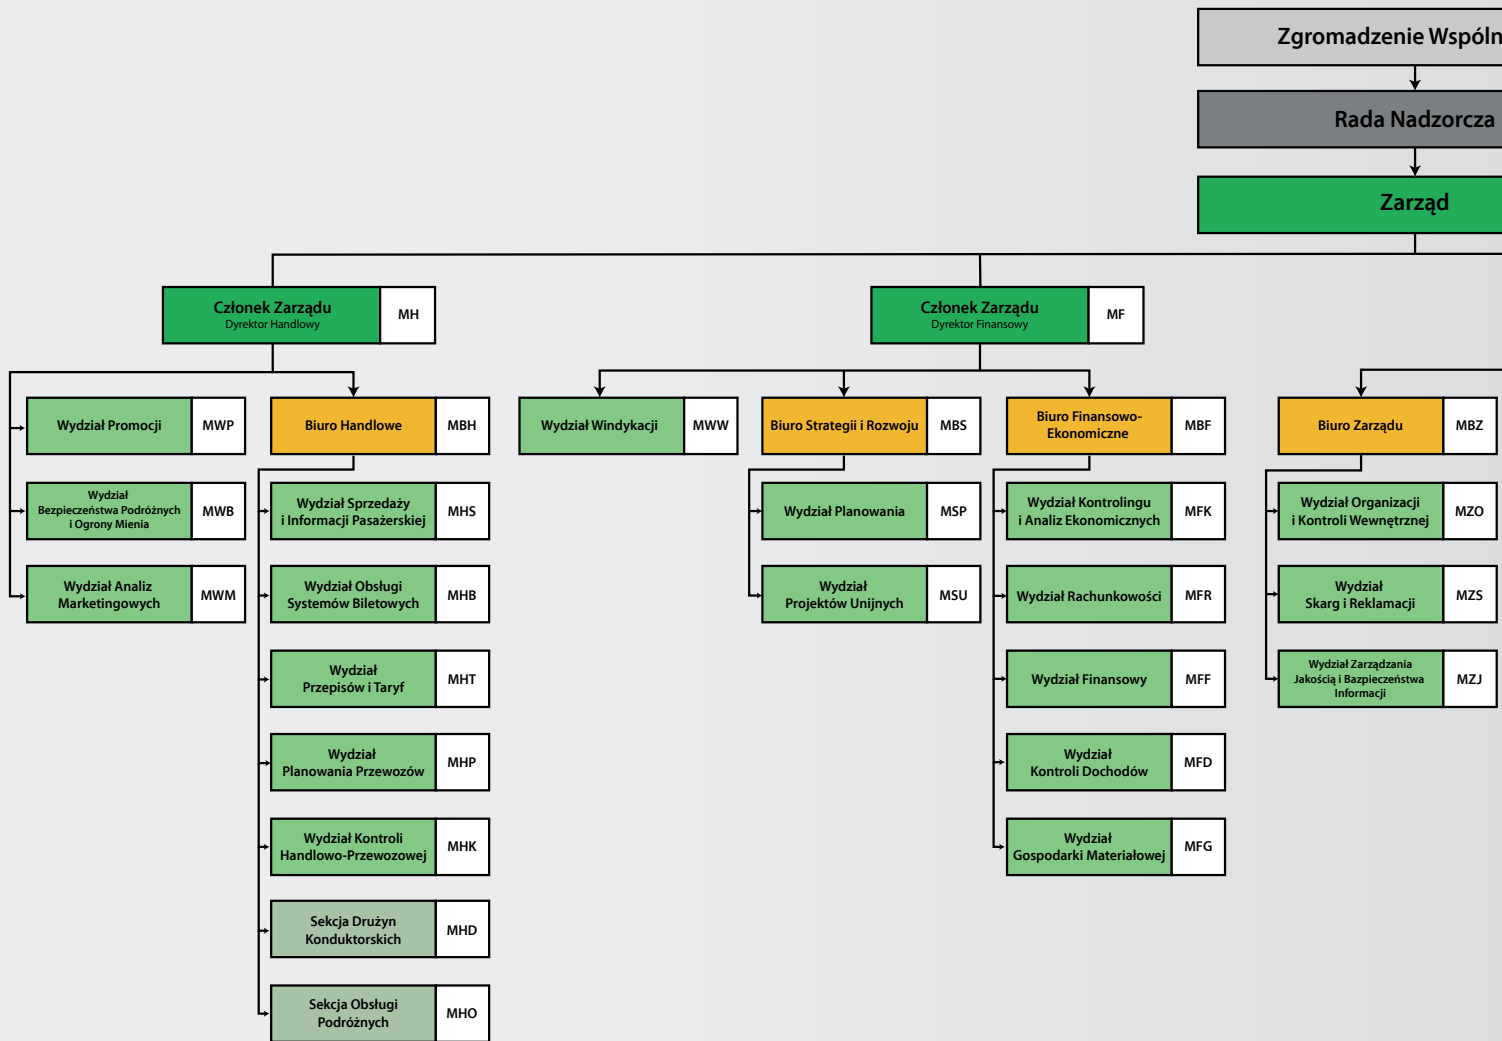 Zgromadzenie Wspóln
Rada Nadzorcza
Zarząd
Członek Zarządu
Dyrektor Handlowy
MH
Członek Zarządu
Dyrektor Finansowy
MF
Wydział Promocji
MWP
Biuro Handlowe
MBH
Wydział Windykacji
MWW
Biuro Strategii i Rozwoju
MBS
Biuro Finansowo-
Ekonomiczne
MBF
Biuro Zarządu
MBZ
Wydział
Bezpieczeństwa Podróżnych
i Ogrony Mienia
MWB
Wydział Sprzedaży
i Informacji Pasażerskiej
MHS
Wydział Planowania
MSP
Wydział Kontrolingu
i Analiz Ekonomicznych
MFK
Wydział Organizacji
i Kontroli Wewnętrznej
MZO
Wydział Analiz
Marketingowych
MWM
Wydział Obsługi
Systemów Biletowych
MHB
Wydział
Projektów Unijnych
MSU
Wydział Rachunkowości
MFR
Wydział
Skarg i Reklamacji
MZS
Wydział
Przepisów i Taryf
MHT
Wydział Finansowy
MFF
Wydział Zarządzania
Jakością i Bazpieczeństwa
Informacji
MZJ
Wydział
Planowania Przewozów
MHP
Wydział
Kontroli Dochodów
MFD
Wydział Kontroli
Handlowo-Przewozowej
MHK
Wydział
Gospodarki Materiałowej
MFG
Sekcja Drużyn
Konduktorskich
MHD
Sekcja Obsługi
Podróżnych
MHO